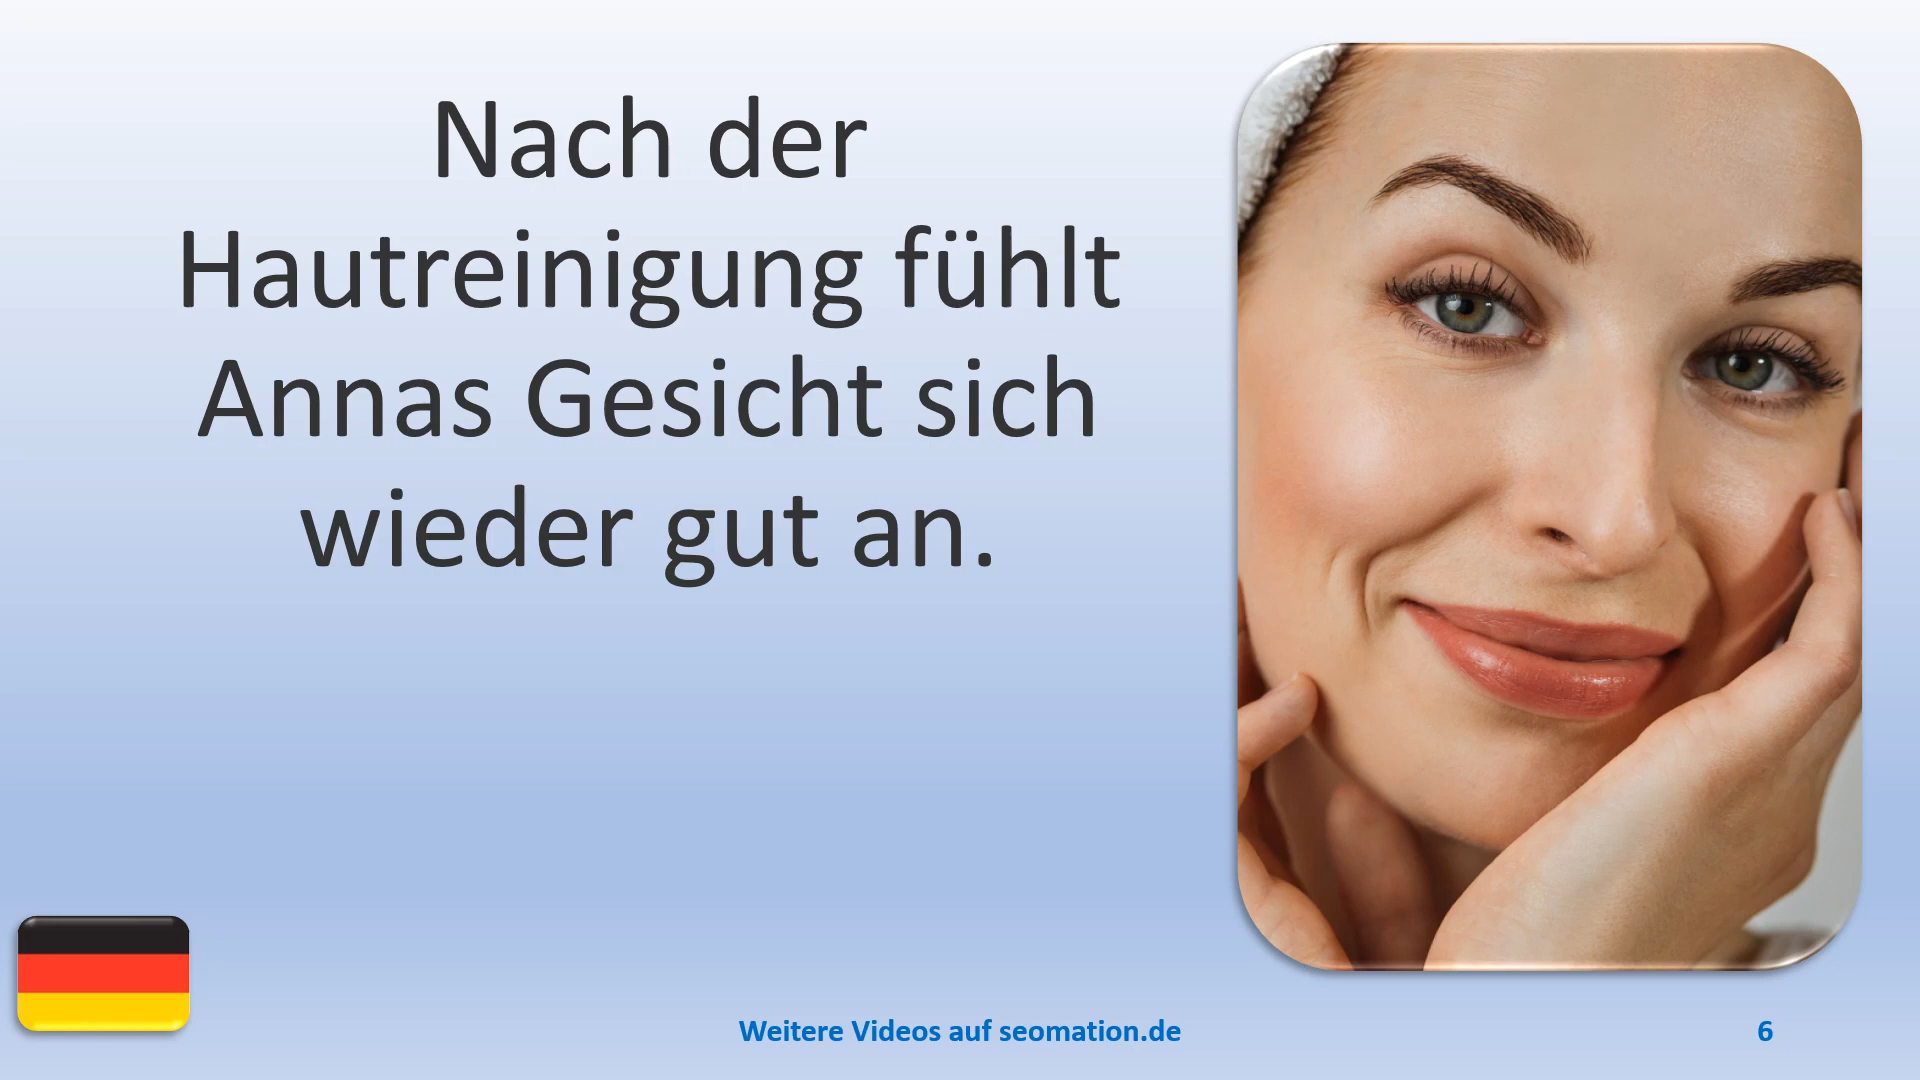 Nach der
Hautreinigung fühlt
Annas Gesicht sich
wieder gut an.
Weitere Videos auf seomation.de
6